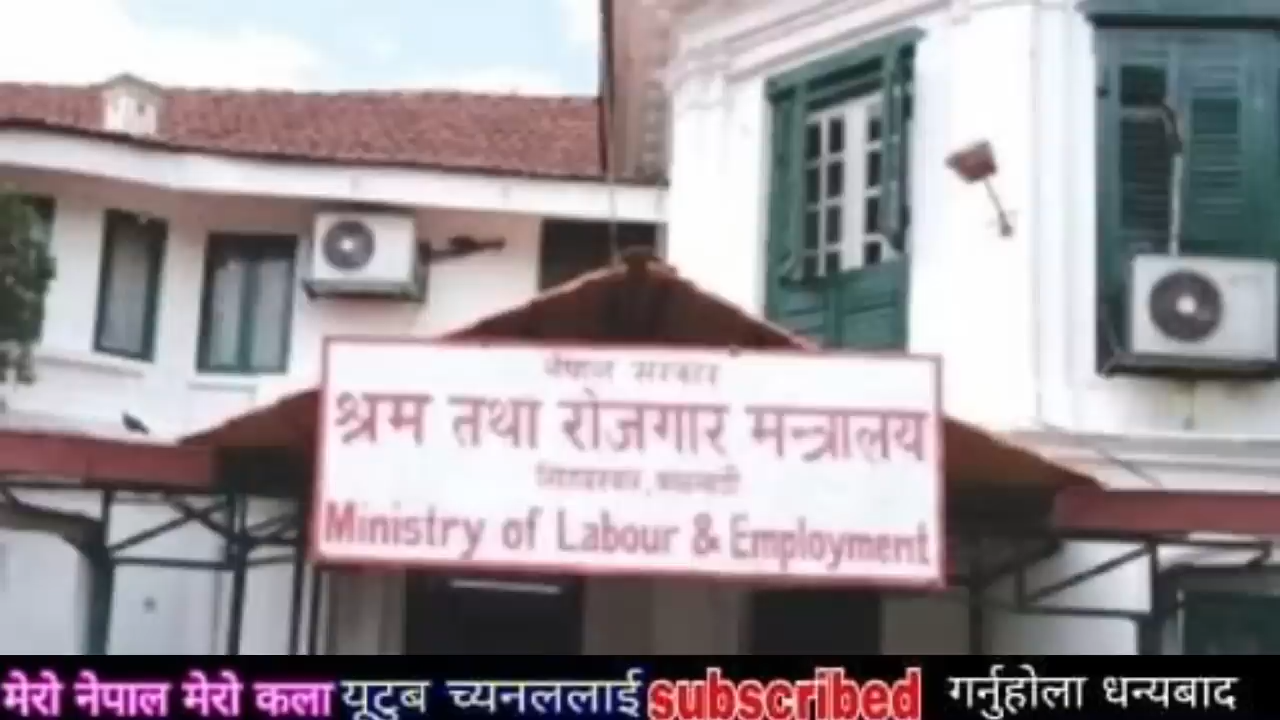 नेपाल सरकार
श्रम तथा रोजगार मन्त्रालय
Ministry of Labour & Employment
मेरो नेपाल मेरो कला यूटुब च्यनललाई subscribed गर्नुहोला धन्यबाद